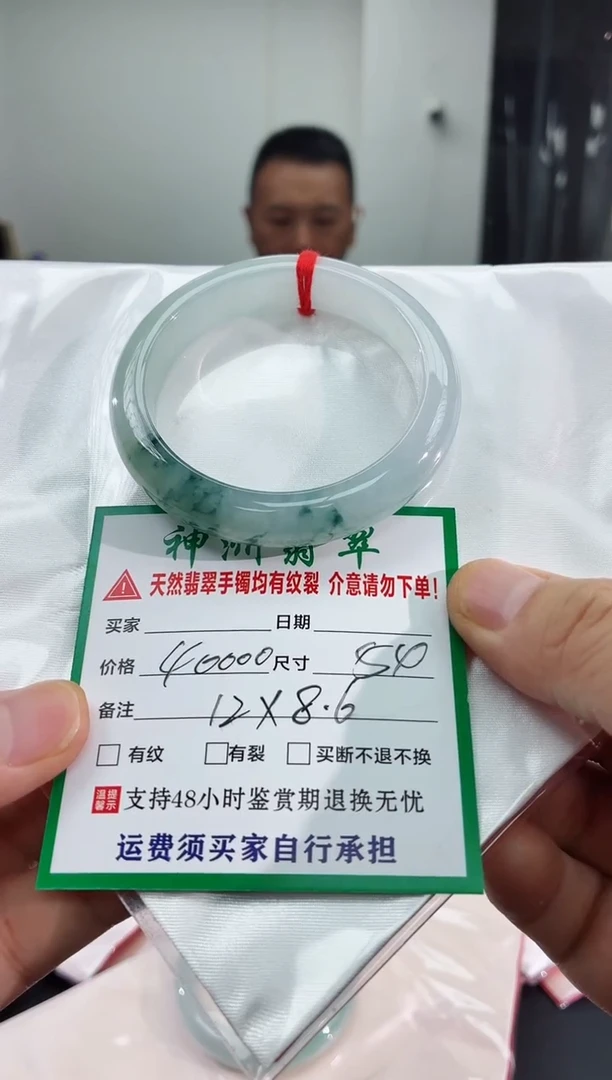 神洲翡翠
天然翡翠手镯均有纹裂 介意请勿下单！
买家 日期
价格 40000 尺寸 54
备注 12X8.6
有纹 有裂 买断不退不换
温馨提示 支持48小时鉴赏期退换无忧
运费须买家自行承担